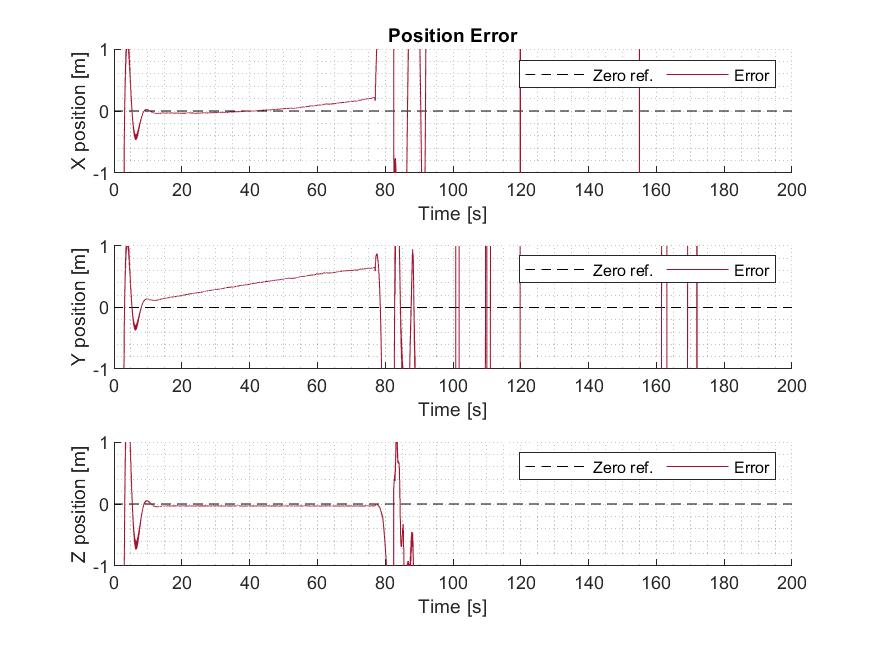 Position Error
1
0
-1
X position [m]
Zero ref. Error
0 20 40 60 80 100 120 140 160 180 200
Time [s]
1
0
-1
Y position [m]
Zero ref. Error
0 20 40 60 80 100 120 140 160 180 200
Time [s]
1
0
-1
Z position [m]
Zero ref. Error
0 20 40 60 80 100 120 140 160 180 200
Time [s]